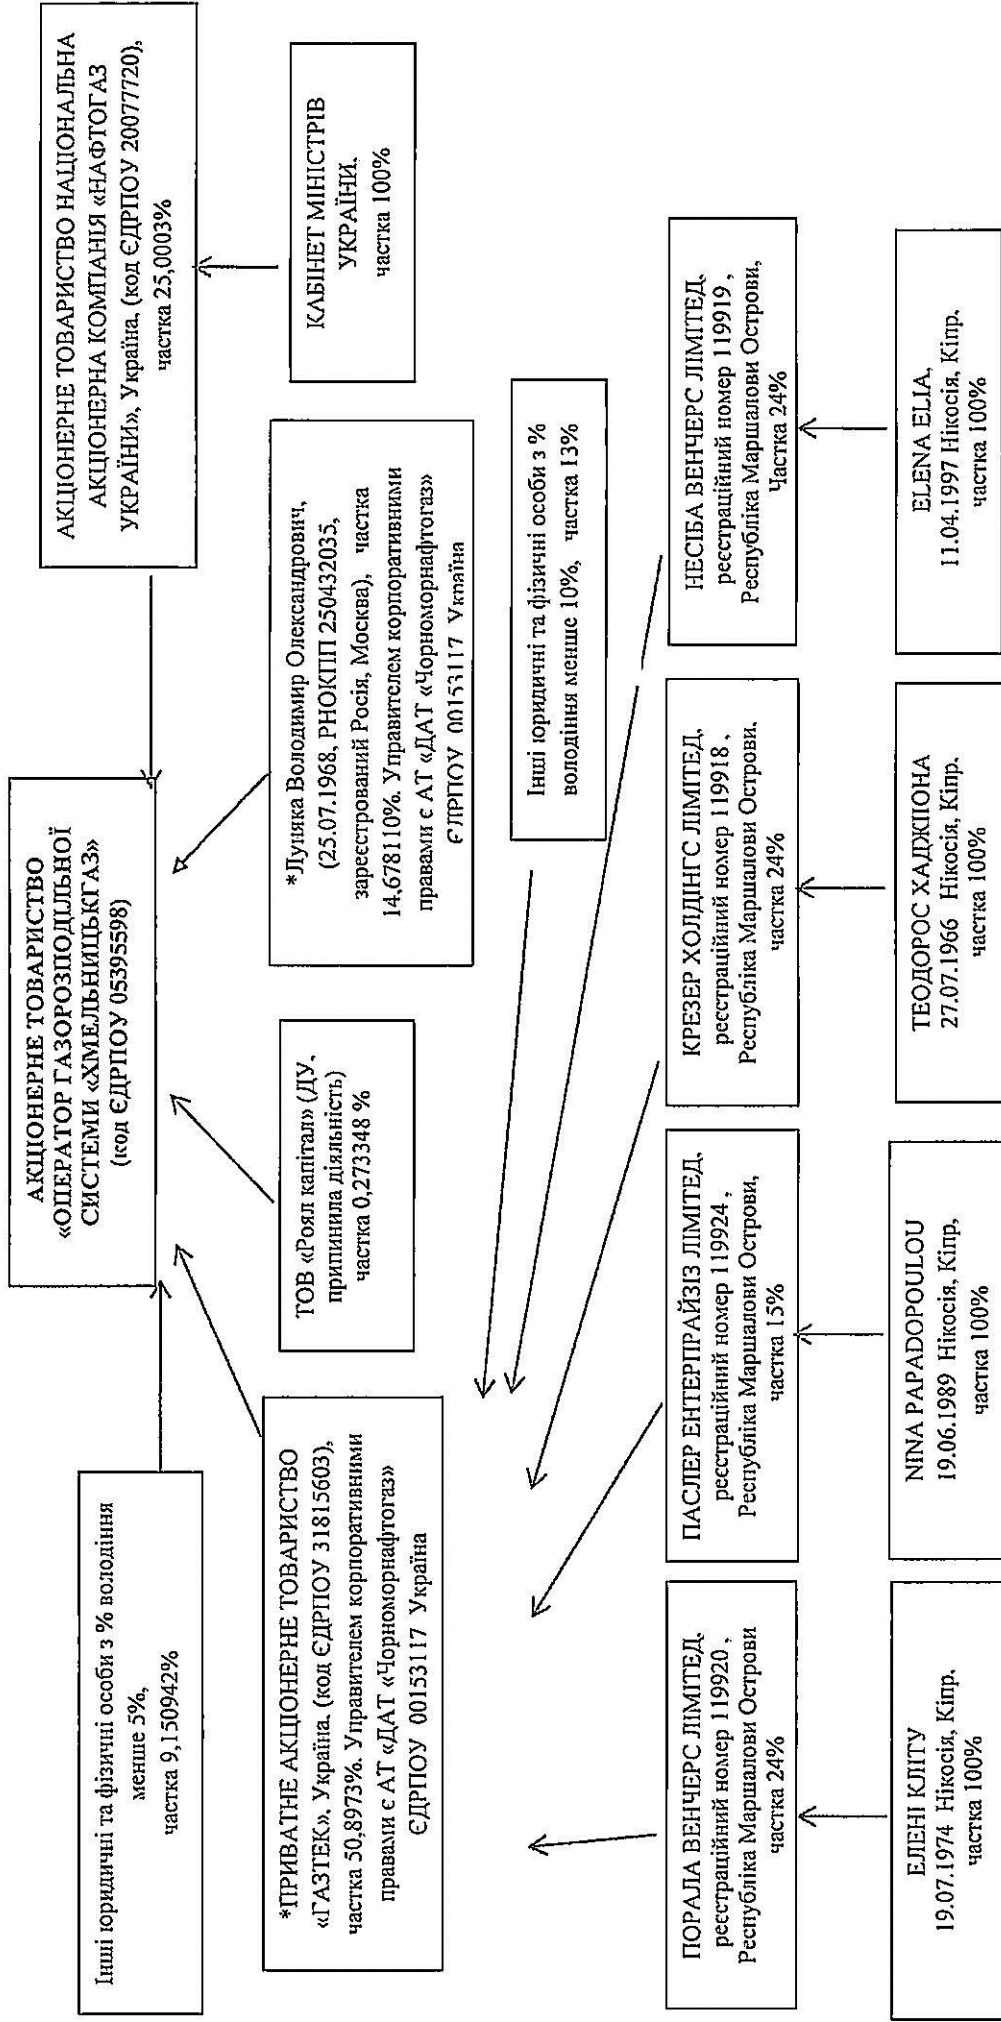 АКЦІОНЕРНЕ ТОВАРИСТВО
«ОПЕРАТОР ГАЗОРОЗПОДІЛЬНОЇ
СИСТЕМИ «ХМЕЛЬНИЦЬКГАЗ»
(код ЄДРПОУ 05395598)
Інші юридичні та фізичні особи з % володіння
менше 5%,
частка 9,150942%
АКЦІОНЕРНЕ ТОВАРИСТВО НАЦІОНАЛЬНА
АКЦІОНЕРНА КОМПАНІЯ «НАФТОГАЗ
УКРАЇНИ», Україна, (код ЄДРПОУ 20077720),
частка 25,0003%
*ПРИВАТНЕ АКЦІОНЕРНЕ ТОВАРИСТВО
«ГАЗТЕК», Україна, (код ЄДРПОУ 31815603),
частка 50,8973%. Управителем корпоративними
правами є АТ «ДАТ «Чорноморнафтогаз»
ЄДРПОУ 00153117 Україна
ТОВ «Роял капітал» (ДУ,
припинила діяльність)
частка 0,273348 %
*Луняка Володимир Олександрович,
(25.07.1968, РНОКПП 250432035,
зареєстрований Росія, Москва), частка
14,678110%. Управителем корпоративними
правами є АТ «ДАТ «Чорноморнафтогаз»
ЄДРПОУ 00153117 Україна
КАБІНЕТ МІНІСТРІВ
УКРАЇНИ,
частка 100%
Інші юридичні та фізичні особи з %
володіння менше 10%, частка 13%
ПОРАЛА ВЕНЧЕРС ЛІМІТЕД,
реєстраційний номер 119920 ,
Республіка Маршалови Острови
частка 24%
ПАСЛЕР ЕНТЕРПРАЙЗІЗ ЛІМІТЕД,
реєстраційний номер 119924 ,
Республіка Маршалови Острови,
частка 15%
КРЕЗЕР ХОЛДІНГС ЛІМІТЕД,
реєстраційний номер 119918 ,
Республіка Маршалови Острови,
частка 24%
НЕСІБА ВЕНЧЕРС ЛІМІТЕД,
реєстраційний номер 119919 ,
Республіка Маршалови Острови,
Частка 24%
ЕЛЕНІ КЛІТУ
19.07.1974 Нікосія, Кіпр,
частка 100%
NINA PAPADOPOULOU
19.06.1989 Нікосія, Кіпр,
частка 100%
ТЕОДОРОС ХАДЖІІОНА
27.07.1966 Нікосія, Кіпр,
частка 100%
ELENA ELIA,
11.04.1997 Нікосія, Кіпр,
частка 100%